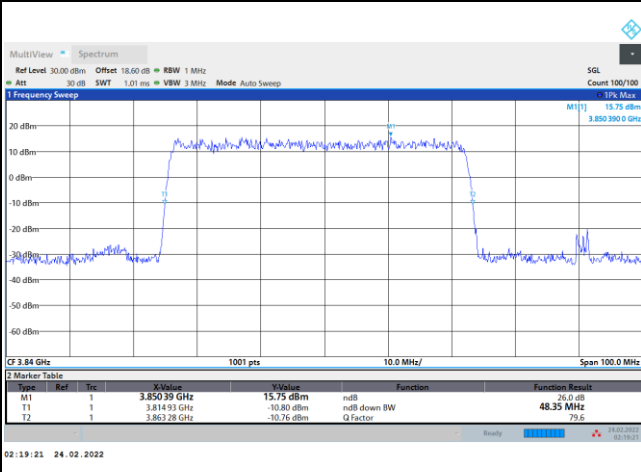 MultiView Spectrum
Ref Level 30.00 dBm Offset 18.60 dB RBW 1 MHz SGL
Att 30 dB SWT 1.01 ms VBW 3 MHz Mode Auto Sweep Count 100/100
1 Frequency Sweep 1Pk Max
M1[1] 15.75 dBm
3.850 390 0 GHz
M1
20 dBm
10 dBm
0 dBm
T1 T2
-10 dBm
-20 dBm
-30 dBm
-40 dBm
-50 dBm
-60 dBm
CF 3.84 GHz 1001 pts 10.0 MHz/ Span 100.0 MHz
2 Marker Table
Type Ref Trc X-Value Y-Value Function Function Result
M1 1 3.850 39 GHz 15.75 dBm ndB 26.0 dB
T1 1 3.814 93 GHz -10.80 dBm ndB down BW 48.35 MHz
T2 1 3.863 28 GHz -10.76 dBm Q Factor 79.6
Ready 24.02.2022
02:19:21
02:19:21 24.02.2022